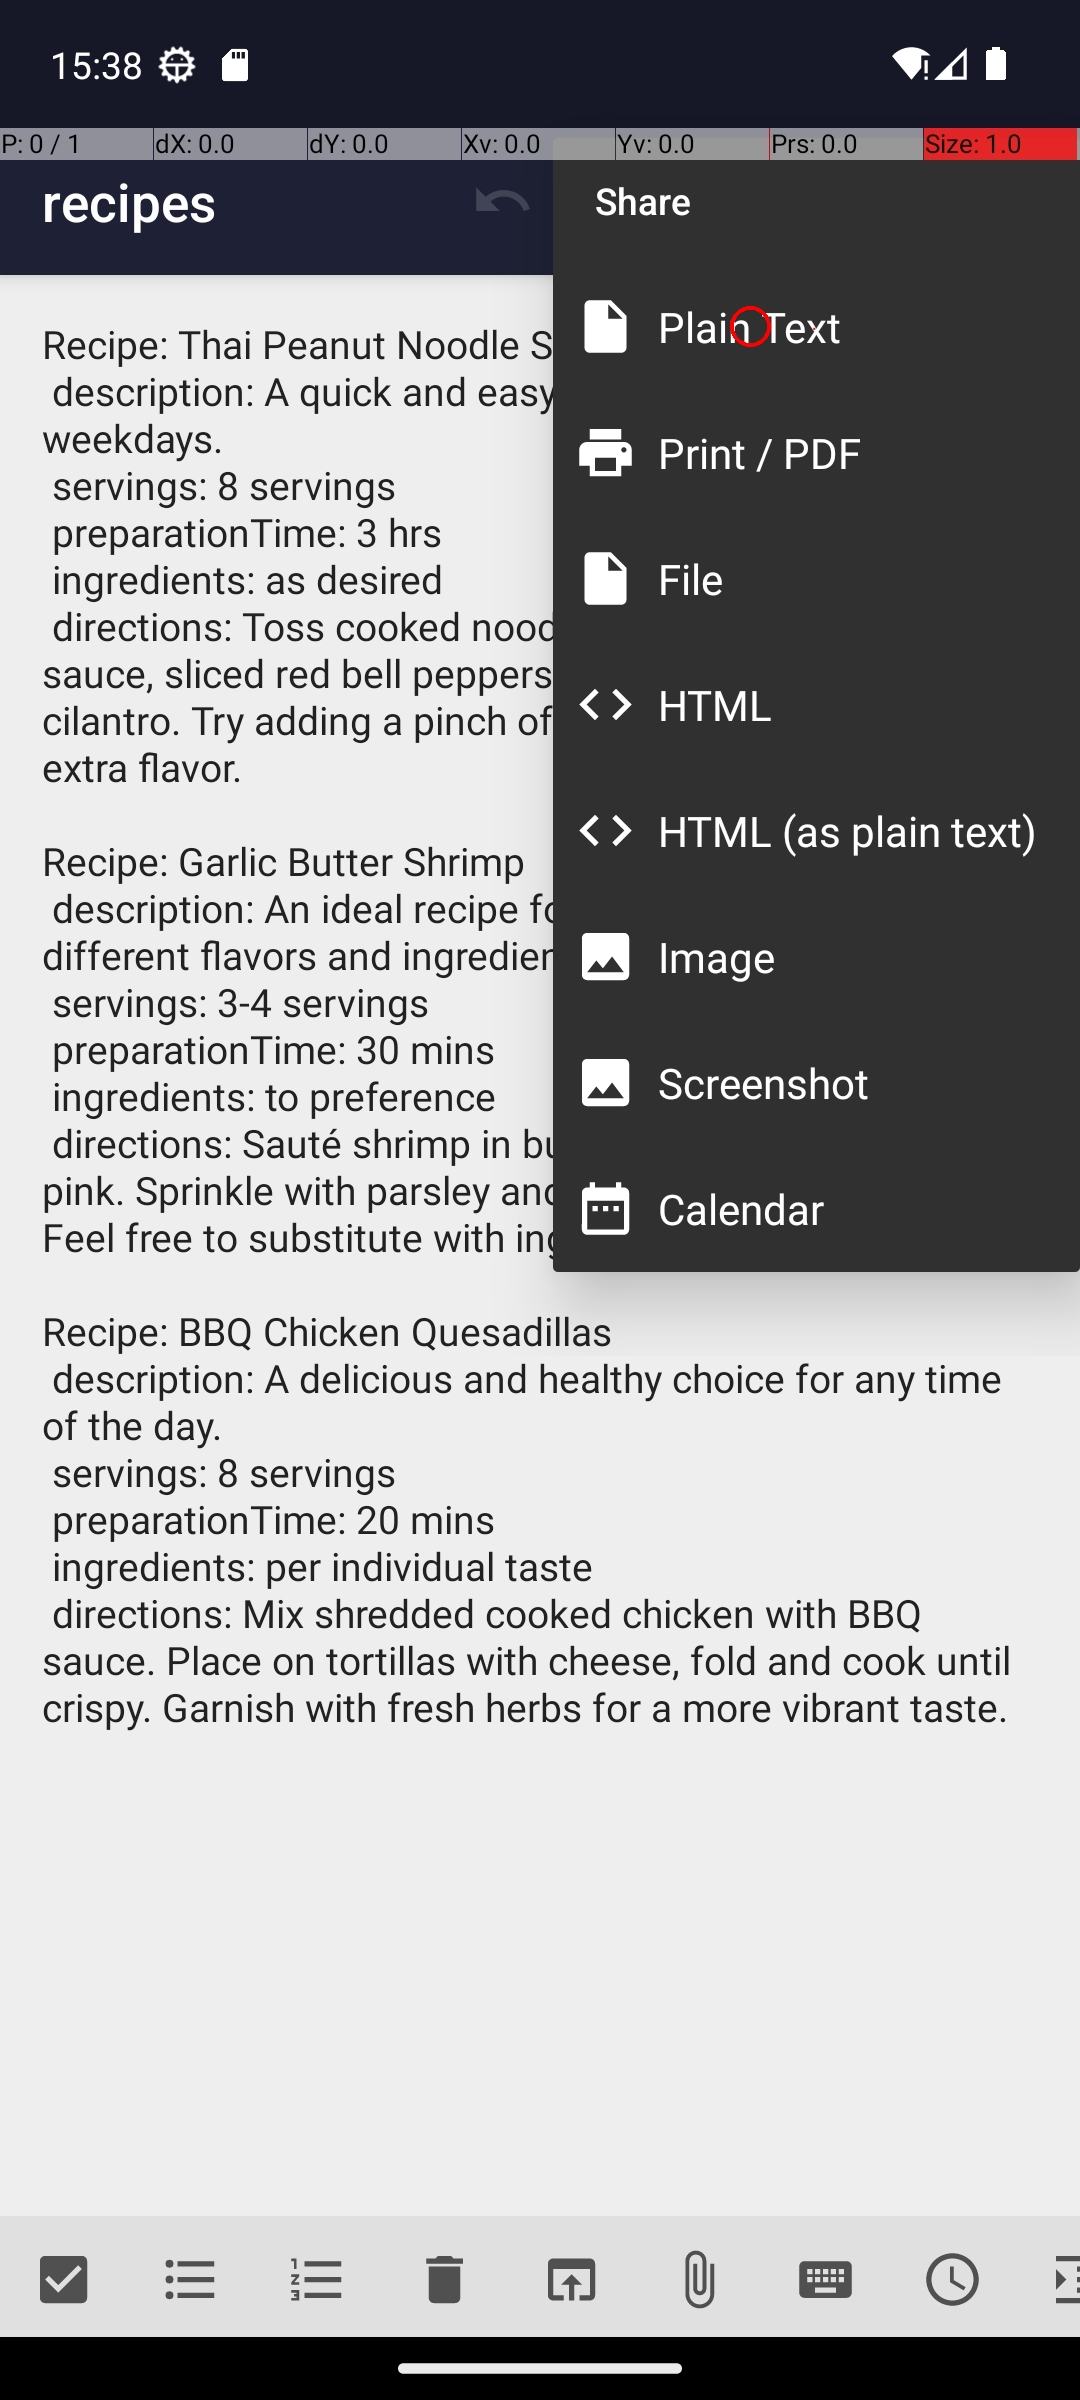 15:38
P: 0 / 1 dX: 0.0 dY: 0.0 Xv: 0.0 Yv: 0.0 Prs: 0.0 Size: 1.0
recipes
Share
Plain Text
Print / PDF
File
HTML
HTML (as plain text)
Image
Screenshot
Calendar
Recipe: Thai Peanut Noodle S
description: A quick and easy
weekdays.
servings: 8 servings
preparationTime: 3 hrs
ingredients: as desired
directions: Toss cooked nood
sauce, sliced red bell peppers
cilantro. Try adding a pinch of
extra flavor.
Recipe: Garlic Butter Shrimp
description: An ideal recipe fo
different flavors and ingredien
servings: 3-4 servings
preparationTime: 30 mins
ingredients: to preference
directions: Sauté shrimp in bu
pink. Sprinkle with parsley and
Feel free to substitute with ing
Recipe: BBQ Chicken Quesadillas
description: A delicious and healthy choice for any time
of the day.
servings: 8 servings
preparationTime: 20 mins
ingredients: per individual taste
directions: Mix shredded cooked chicken with BBQ
sauce. Place on tortillas with cheese, fold and cook until
crispy. Garnish with fresh herbs for a more vibrant taste.